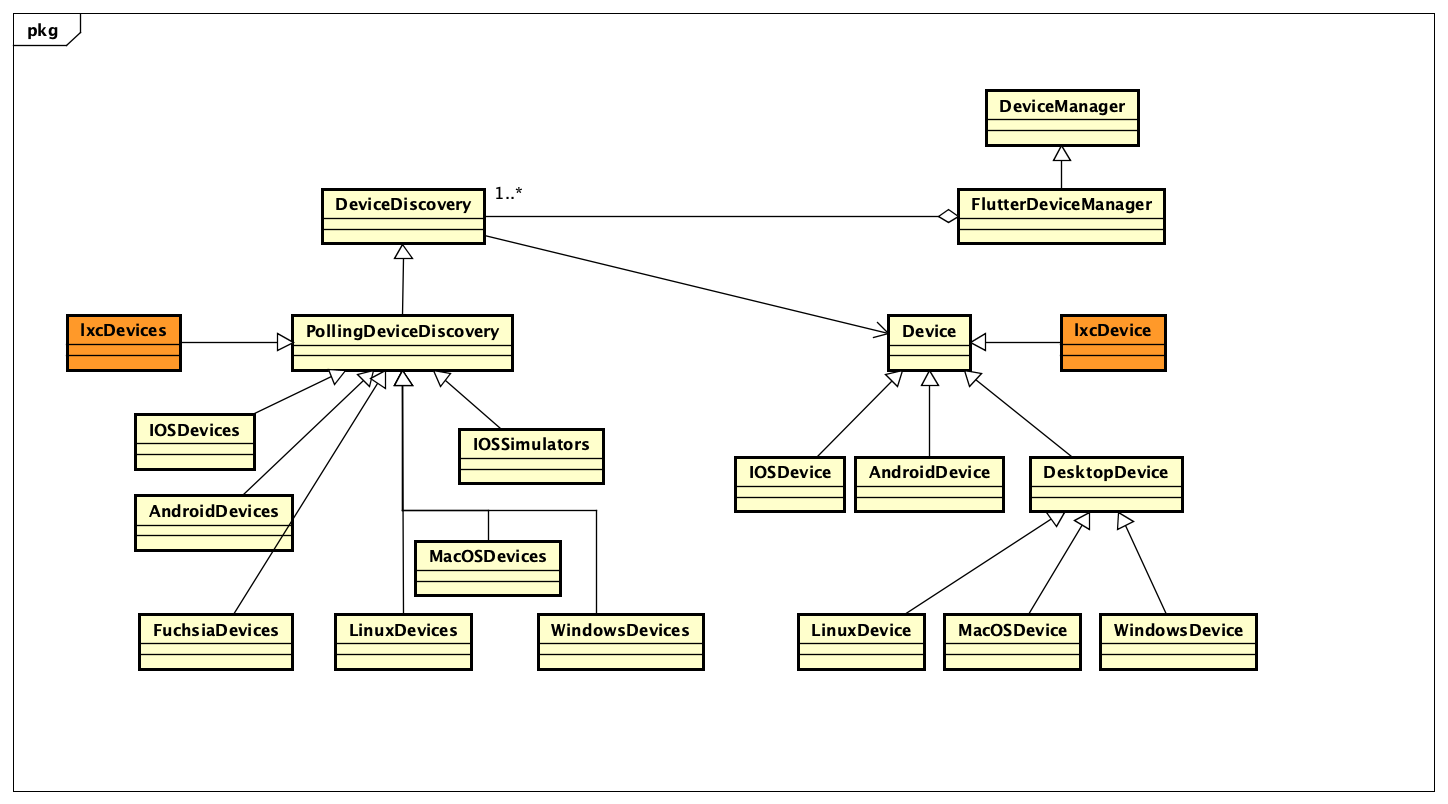 pkg
DeviceManager
DeviceDiscovery
1..*
FlutterDeviceManager
lxcDevices
PollingDeviceDiscovery
Device
lxcDevice
IOSDevices
IOSSimulators
IOSDevice
AndroidDevice
DesktopDevice
AndroidDevices
MacOSDevices
FuchsiaDevices
LinuxDevices
WindowsDevices
LinuxDevice
MacOSDevice
WindowsDevice